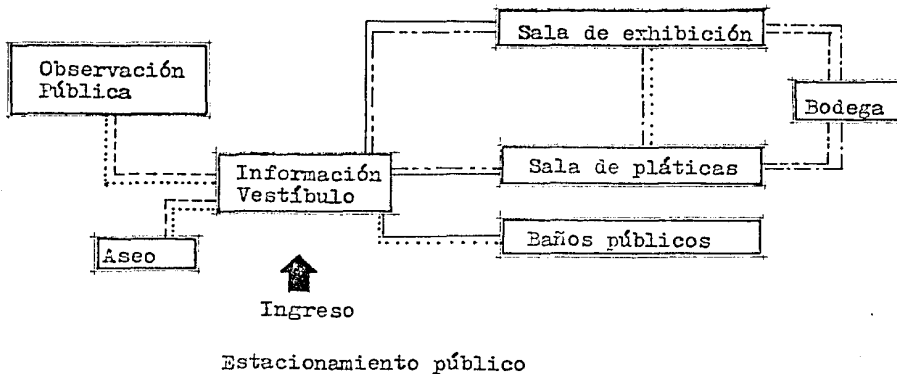 Sala de exhibición
Observación
Pública
Bodega
Información
Vestíbulo
Sala de pláticas
Baños públicos
Aseo
Ingreso
Estacionamiento público